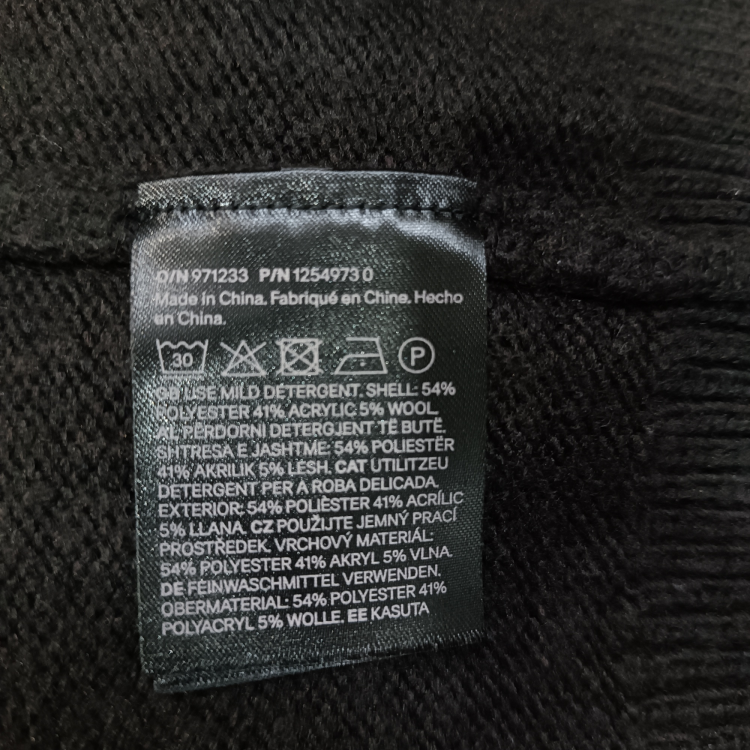 O/N 971233 P/N 1254973 0
Made in China. Fabriqué en Chine. Hecho
en China.
30 P
GB USE MILD DETERGENT. SHELL: 54%
POLYESTER 41% ACRYLIC 5% WOOL.
AL PËRDORNI DETERGJENT TË BUTË.
SHTRESA E JASHTME: 54% POLIESTËR
41% AKRILIK 5% LESH. CAT UTILITZEU
DETERGENT PER A ROBA DELICADA.
EXTERIOR: 54% POLIÈSTER 41% ACRÍLIC
5% LLANA. CZ POUŽIJTE JEMNÝ PRACÍ
PROSTŘEDEK. VRCHOVÝ MATERIÁL:
54% POLYESTER 41% AKRYL 5% VLNA.
DE FEINWASCHMITTEL VERWENDEN.
OBERMATERIAL: 54% POLYESTER 41%
POLYACRYL 5% WOLLE. EE KASUTA